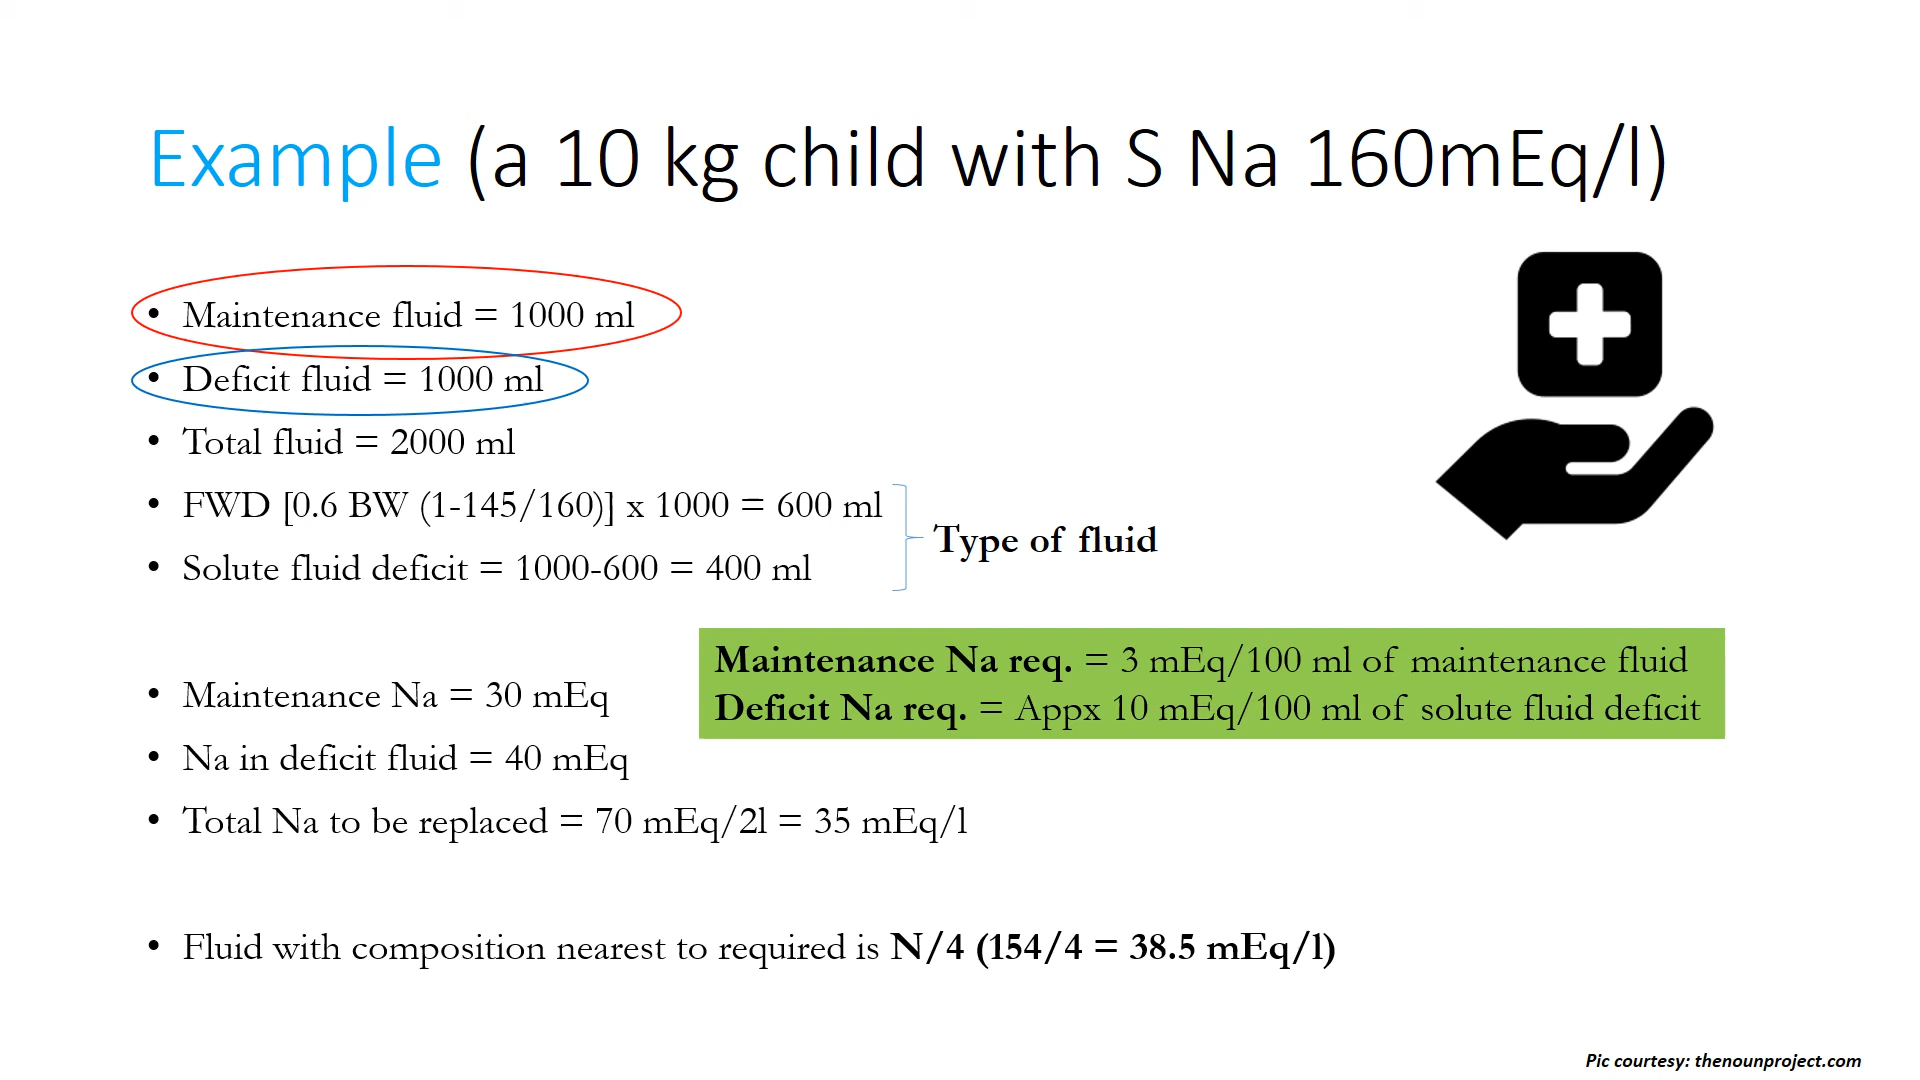 Example (a 10 kg child with S Na 160mEq/l)
• Maintenance fluid = 1000 ml
• Deficit fluid = 1000 ml
• Total fluid = 2000 ml
• FWD [0.6 BW (1-145/160)] x 1000 = 600 ml
• Solute fluid deficit = 1000-600 = 400 ml
Type of fluid
Maintenance Na req. = 3 mEq/100 ml of maintenance fluid
Deficit Na req. = Appx 10 mEq/100 ml of solute fluid deficit
• Maintenance Na = 30 mEq
• Na in deficit fluid = 40 mEq
• Total Na to be replaced = 70 mEq/2l = 35 mEq/l
• Fluid with composition nearest to required is N/4 (154/4 = 38.5 mEq/l)
Pic courtesy: thenounproject.com